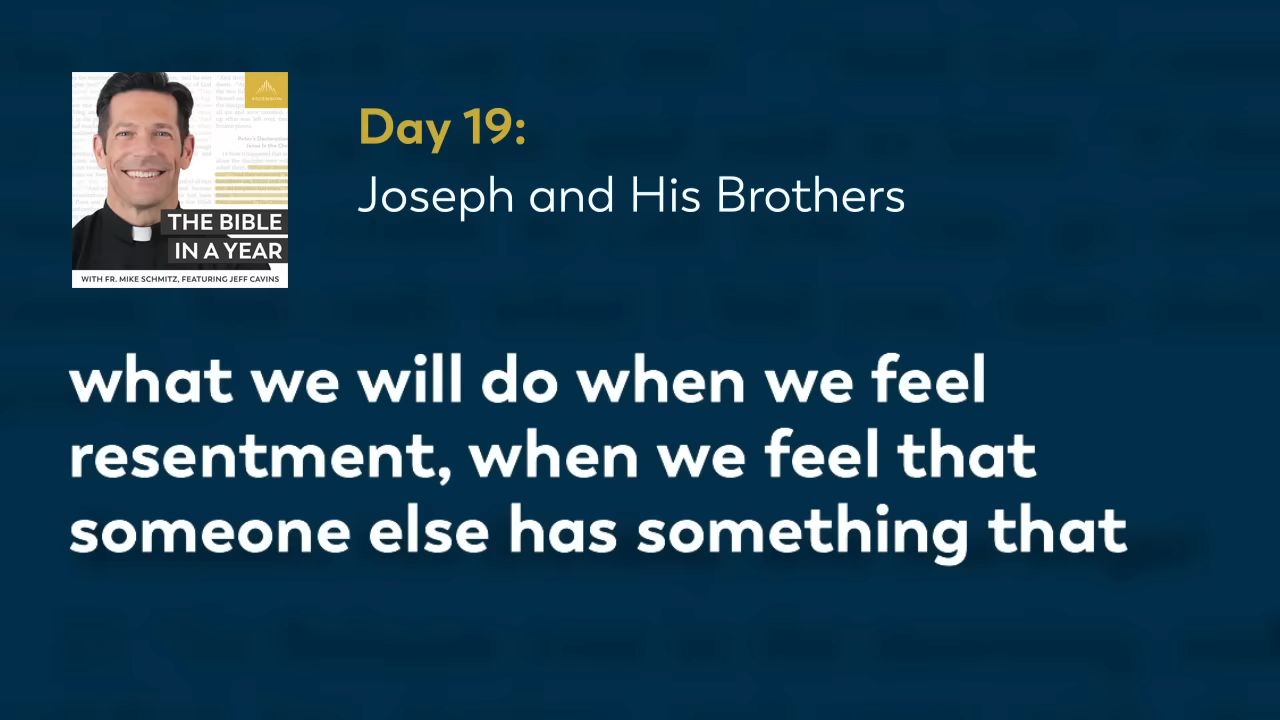 THE BIBLE
IN A YEAR
WITH FR. MIKE SCHMITZ, FEATURING JEFF CAVINS
Day 19:
Joseph and His Brothers
what we will do when we feel
resentment, when we feel that
someone else has something that